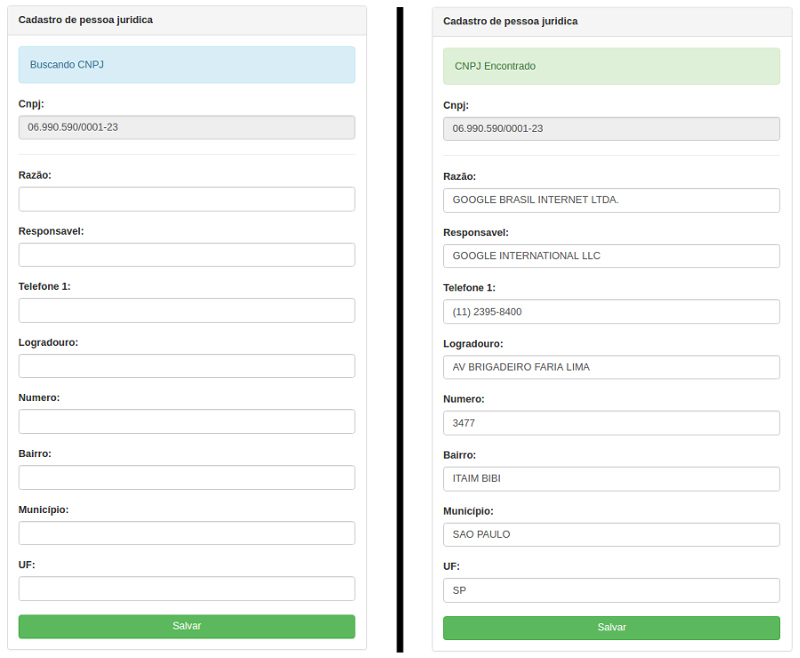 Cadastro de pessoa juridica
Buscando CNPJ
Cnpj:
06.990.590/0001-23
Razão:
Responsavel:
Telefone 1:
Logradouro:
Numero:
Bairro:
Município:
UF:
Salvar
Cadastro de pessoa juridica
CNPJ Encontrado
Cnpj:
06.990.590/0001-23
Razão:
GOOGLE BRASIL INTERNET LTDA.
Responsavel:
GOOGLE INTERNATIONAL LLC
Telefone 1:
(11) 2395-8400
Logradouro:
AV BRIGADEIRO FARIA LIMA
Numero:
3477
Bairro:
ITAIM BIBI
Município:
SAO PAULO
UF:
SP
Salvar